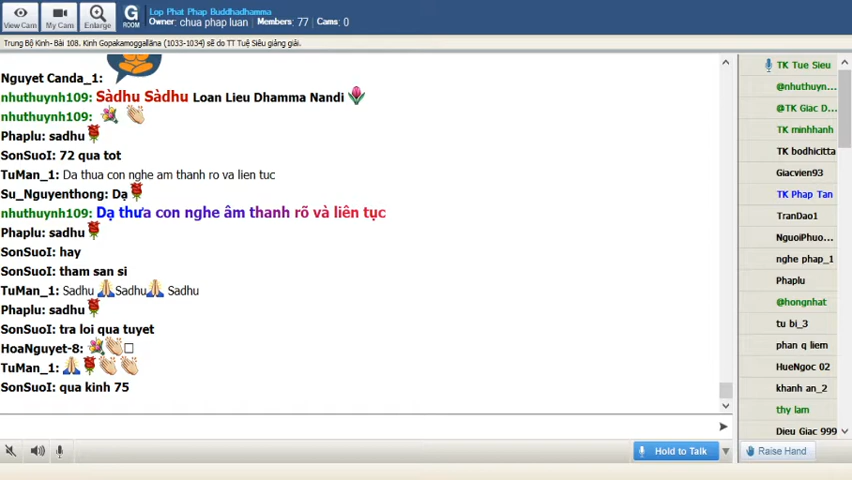 View Cam
My Cam
Enlarge
G
ROOM
Lop Phat Phap Buddhadhamma
Owner: chua phap luan Members: 77 Cams: 0
Trung Bộ Kinh- Bài 108. Kinh Gopakamoggallāna (1033-1034) sẽ do TT Tuệ Siêu giảng giải.
Nguyet Canda_1:
nhuthuynh109: Sàdhu Sàdhu Loan Lieu Dhamma Nandi
nhuthuynh109:
Phaplu: sadhu
SonSuoI: 72 qua tot
TuMan_1: Da thua con nghe am thanh ro va lien tuc
Su_Nguyenthong: Dạ
nhuthuynh109: Dạ thưa con nghe âm thanh rõ và liên tục
Phaplu: sadhu
SonSuoI: hay
SonSuoI: tham san si
TuMan_1: Sadhu Sadhu Sadhu
Phaplu: sadhu
SonSuoI: tra loi qua tuyet
HoaNguyet-8:
TuMan_1:
SonSuoI: qua kinh 75
Hold to Talk
TK Tue Sieu
@nhuthuyn...
@TK Giac D...
TK minhhanh
TK bodhicitta
Giacvien93
TK Phap Tan
TranDao1
NguoiPhuo...
nghe phap_1
Phaplu
@hongnhat
tu bi_3
phan q liem
HueNgoc 02
khanh an_2
thy lam
Dieu Giac 999
Raise Hand